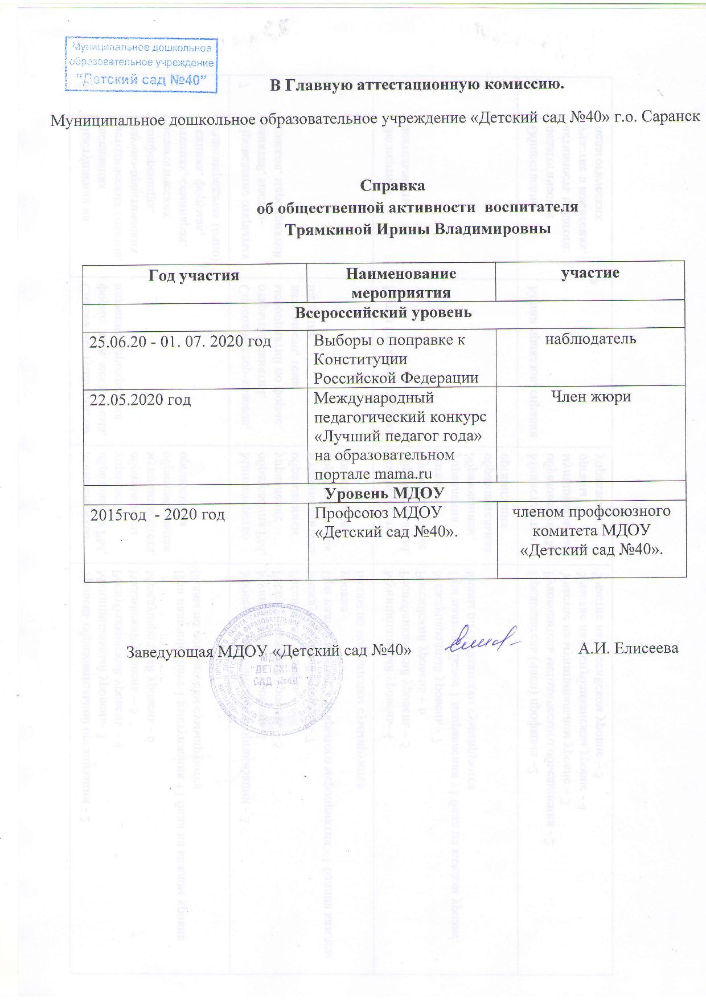 Муниципальное дошкольное
образовательное учреждение
"Детский сад №40"
В Главную аттестационную комиссию.
Муниципальное дошкольное образовательное учреждение «Детский сад №40» г.о. Саранск
Справка
об общественной активности воспитателя
Трямкиной Ирины Владимировны
Год участия
Наименование
мероприятия
участие
Всероссийский уровень
25.06.20 - 01. 07. 2020 год
Выборы о поправке к
Конституции
Российской Федерации
наблюдатель
22.05.2020 год
Международный
педагогический конкурс
«Лучший педагог года»
на образовательном
портале mama.ru
Член жюри
Уровень МДОУ
2015год - 2020 год
Профсоюз МДОУ
«Детский сад №40».
членом профсоюзного
комитета МДОУ
«Детский сад №40».
Заведующая МДОУ «Детский сад №40»
А.И. Елисеева
МДОУ
"ДЕТСКИЙ
САД №40"